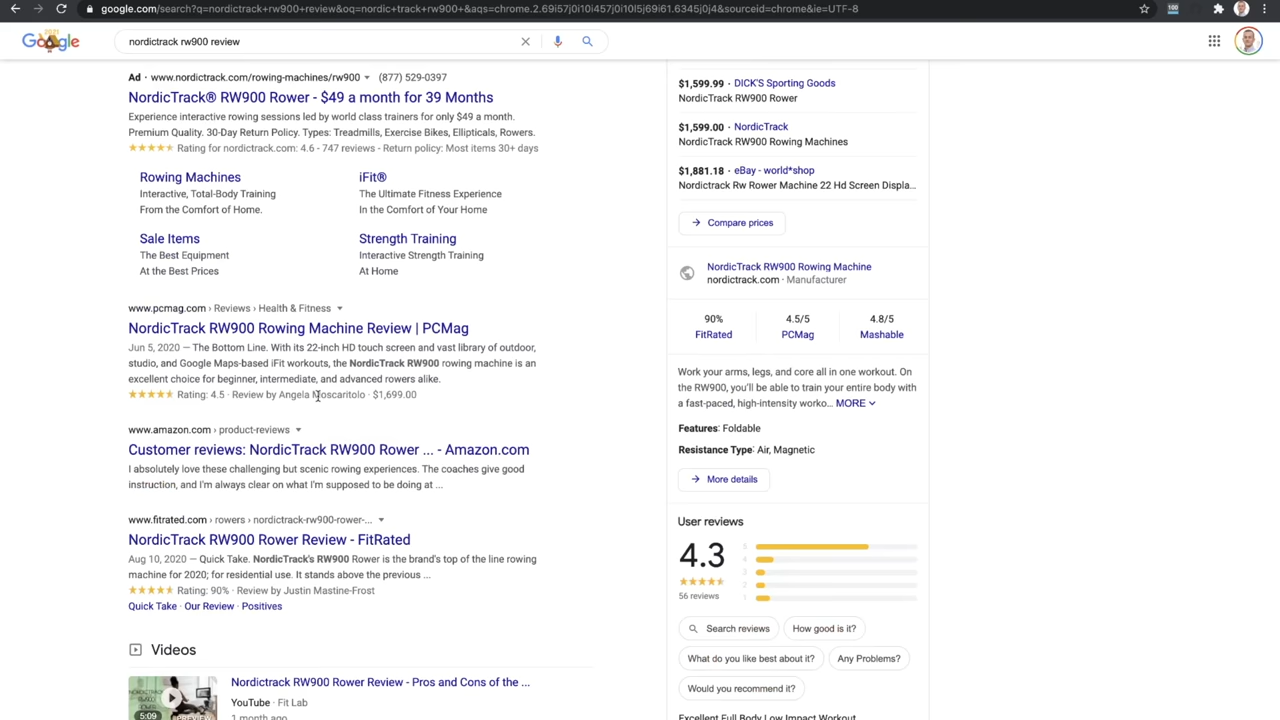 google.com/search?q=nordictrack+rw900+review&oq=nordic+track+rw900+&aqs=chrome.2.69i57j0i10i457j0i10l5j69i61.6345j0j4&sourceid=chrome&ie=UTF-8
100
Google
nordictrack rw900 review
Ad · www.nordictrack.com/rowing-machines/rw900 (877) 529-0397
NordicTrack® RW900 Rower - $49 a month for 39 Months
Experience interactive rowing sessions led by world class trainers for only $49 a month.
Premium Quality. 30-Day Return Policy. Types: Treadmills, Exercise Bikes, Ellipticals, Rowers.
Rating for nordictrack.com: 4.6 - 747 reviews - Return policy: Most items 30+ days
Rowing Machines
Interactive, Total-Body Training
From the Comfort of Home.
iFit®
The Ultimate Fitness Experience
In the Comfort of Your Home
Sale Items
The Best Equipment
At the Best Prices
Strength Training
Interactive Strength Training
At Home
www.pcmag.com › Reviews › Health & Fitness
NordicTrack RW900 Rowing Machine Review | PCMag
Jun 5, 2020 — The Bottom Line. With its 22-inch HD touch screen and vast library of outdoor,
studio, and Google Maps-based iFit workouts, the NordicTrack RW900 rowing machine is an
excellent choice for beginner, intermediate, and advanced rowers alike.
Rating: 4.5 · Review by Angela Moscaritolo · $1,699.00
www.amazon.com › product-reviews
Customer reviews: NordicTrack RW900 Rower ... - Amazon.com
I absolutely love these challenging but scenic rowing experiences. The coaches give good
instruction, and I'm always clear on what I'm supposed to be doing at ...
www.fitrated.com › rowers › nordictrack-rw900-rower-...
NordicTrack RW900 Rower Review - FitRated
Aug 10, 2020 — Quick Take. NordicTrack's RW900 Rower is the brand's top of the line rowing
machine for 2020; for residential use. It stands above the previous ...
Rating: 90% · Review by Justin Mastine-Frost
Quick Take · Our Review · Positives
Videos
Nordictrack RW900 Rower Review - Pros and Cons of the ...
YouTube · Fit Lab
1 month ago
5:09
PREVIEW
$1,599.99 · DICK'S Sporting Goods
NordicTrack RW900 Rower
$1,599.00 · NordicTrack
NordicTrack RW900 Rowing Machines
$1,881.18 · eBay - world*shop
Nordictrack Rw Rower Machine 22 Hd Screen Displa...
Compare prices
NordicTrack RW900 Rowing Machine
nordictrack.com · Manufacturer
90%
FitRated
4.5/5
PCMag
4.8/5
Mashable
Work your arms, legs, and core all in one workout. On
the RW900, you'll be able to train your entire body with
a fast-paced, high-intensity worko... MORE
Features: Foldable
Resistance Type: Air, Magnetic
More details
User reviews
4.3
56 reviews
5
4
3
2
1
Search reviews
How good is it?
What do you like best about it?
Any Problems?
Would you recommend it?
Excellent Full Body Low Impact Workout